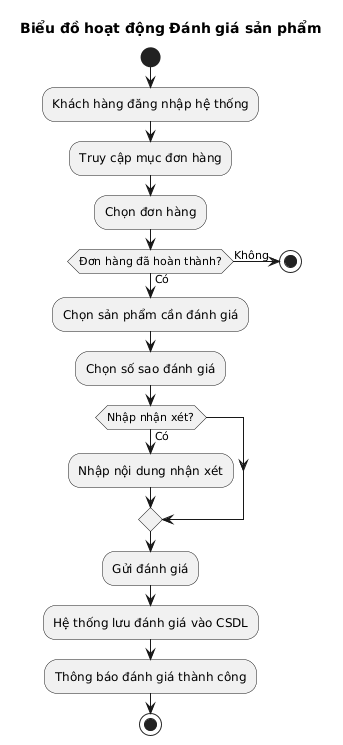 Biểu đồ hoạt động Đánh giá sản phẩm
Khách hàng đăng nhập hệ thống
Truy cập mục đơn hàng
Chọn đơn hàng
Đơn hàng đã hoàn thành?
Không
Có
Chọn sản phẩm cần đánh giá
Chọn số sao đánh giá
Nhập nhận xét?
Có
Nhập nội dung nhận xét
Gửi đánh giá
Hệ thống lưu đánh giá vào CSDL
Thông báo đánh giá thành công